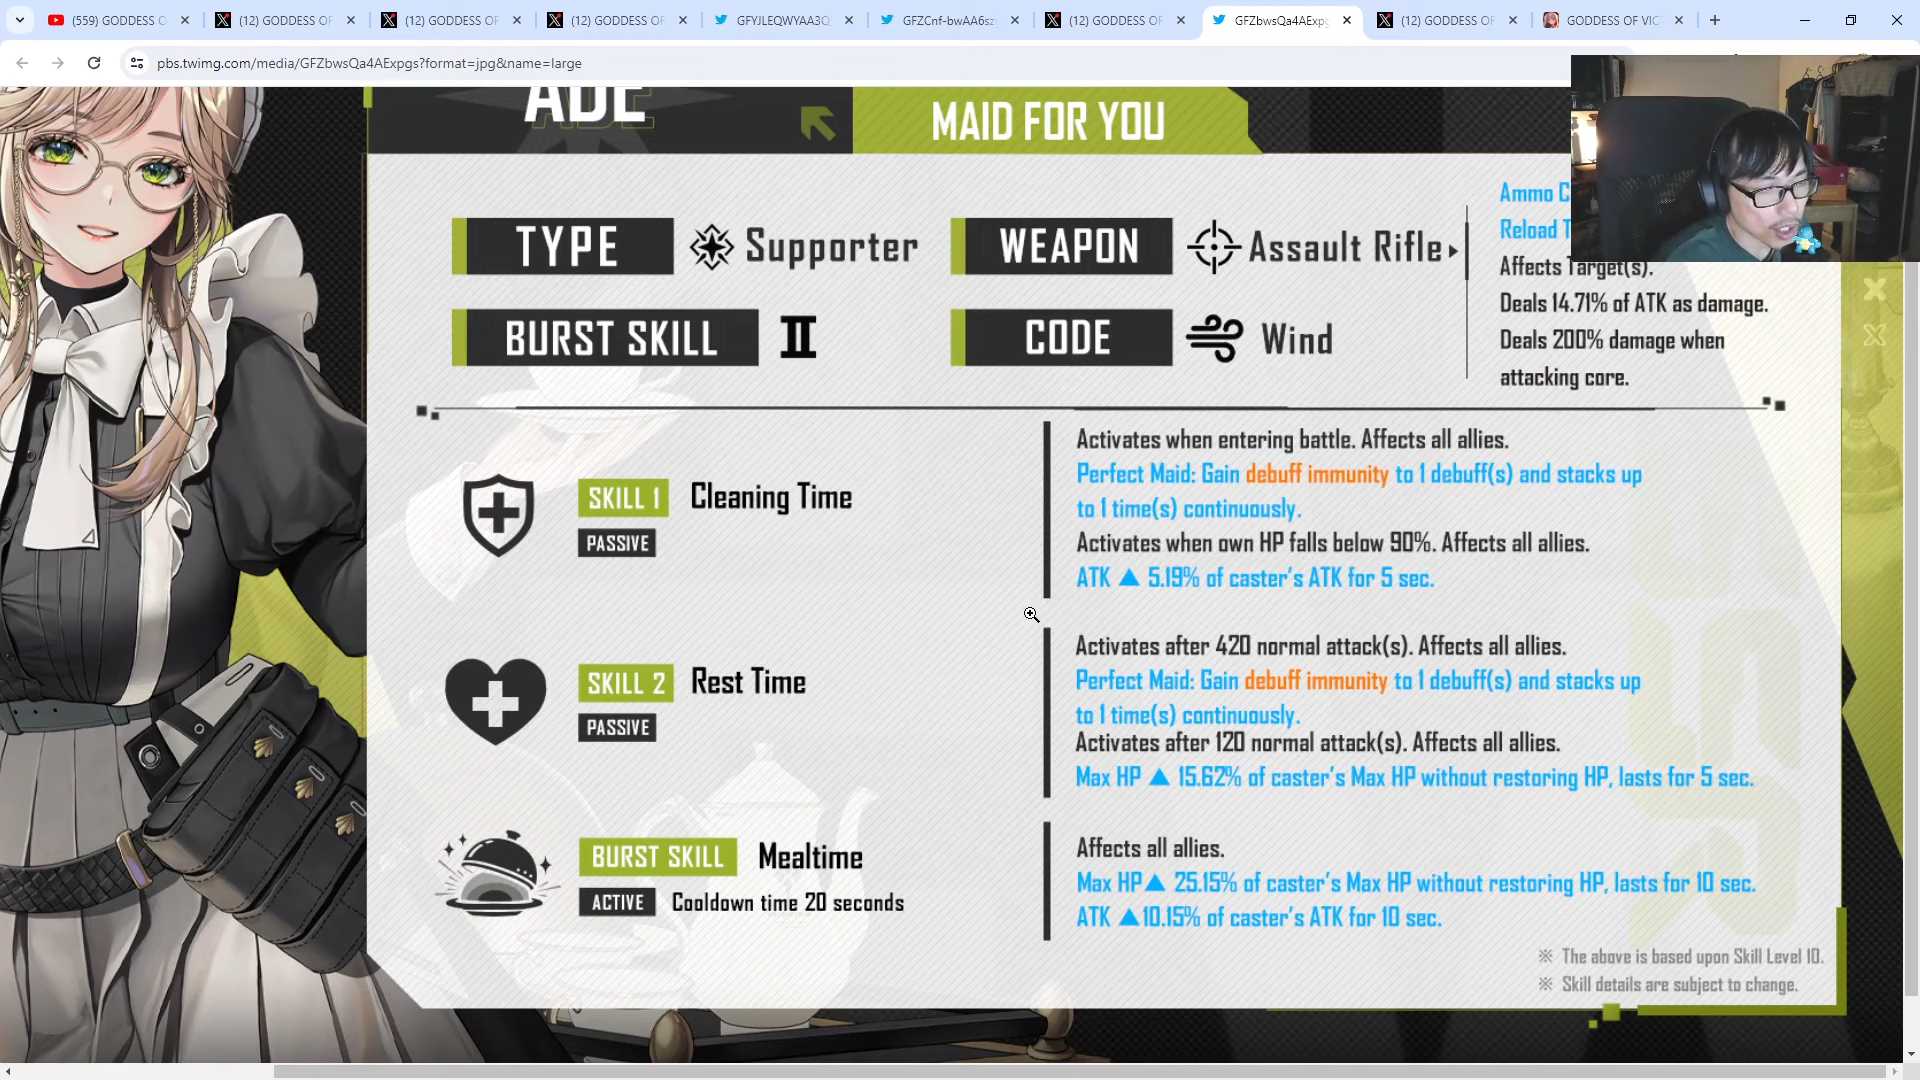 (559) GODDESS O
(12) GODDESS OF
(12) GODDESS OF
(12) GODDESS OF
GFYJLEQWYAA3Q
GFZCnf-bwAA6sz
(12) GODDESS OF
GFZbwsQa4AExpg
(12) GODDESS OF
GODDESS OF VIC
pbs.twimg.com/media/GFZbwsQa4AExpgs?format=jpg&name=large
ADE
MAID FOR YOU
TYPE
Supporter
WEAPON
Assault Rifle
BURST SKILL
II
CODE
Wind
Ammo C
Reload T
Affects Target(s).
Deals 14.71% of ATK as damage.
Deals 200% damage when
attacking core.
SKILL 1 Cleaning Time
PASSIVE
Activates when entering battle. Affects all allies.
Perfect Maid: Gain debuff immunity to 1 debuff(s) and stacks up
to 1 time(s) continuously.
Activates when own HP falls below 90%. Affects all allies.
ATK ▲ 5.19% of caster's ATK for 5 sec.
SKILL 2 Rest Time
PASSIVE
Activates after 420 normal attack(s). Affects all allies.
Perfect Maid: Gain debuff immunity to 1 debuff(s) and stacks up
to 1 time(s) continuously.
Activates after 120 normal attack(s). Affects all allies.
Max HP ▲ 15.62% of caster's Max HP without restoring HP, lasts for 5 sec.
BURST SKILL Mealtime
ACTIVE Cooldown time 20 seconds
Affects all allies.
Max HP▲ 25.15% of caster's Max HP without restoring HP, lasts for 10 sec.
ATK ▲10.15% of caster's ATK for 10 sec.
※ The above is based upon Skill Level 10.
※ Skill details are subject to change.